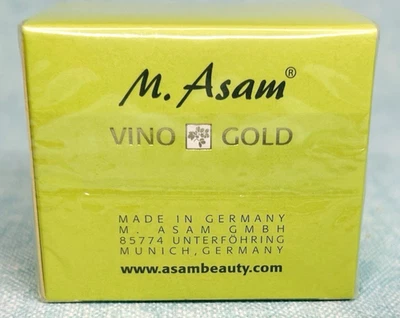 M. Asam®
VINO GOLD
MADE IN GERMANY
M. ASAM GMBH
85774 UNTERFÖHRING
MUNICH,GERMANY
www.asambeauty.com